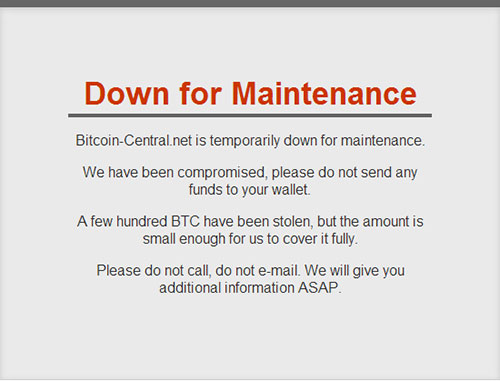 Down for Maintenance
Bitcoin-Central.net is temporarily down for maintenance.
We have been compromised, please do not send any
funds to your wallet.
A few hundred BTC have been stolen, but the amount is
small enough for us to cover it fully.
Please do not call, do not e-mail. We will give you
additional information ASAP.